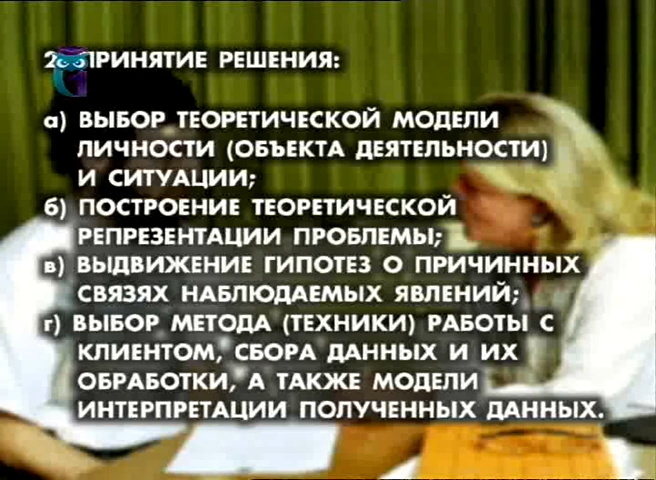 2. ПРИНЯТИЕ РЕШЕНИЯ:
а) ВЫБОР ТЕОРЕТИЧЕСКОЙ МОДЕЛИ
ЛИЧНОСТИ (ОБЪЕКТА ДЕЯТЕЛЬНОСТИ)
И СИТУАЦИИ;
б) ПОСТРОЕНИЕ ТЕОРЕТИЧЕСКОЙ
РЕПРЕЗЕНТАЦИИ ПРОБЛЕМЫ;
в) ВЫДВИЖЕНИЕ ГИПОТЕЗ О ПРИЧИННЫХ
СВЯЗЯХ НАБЛЮДАЕМЫХ ЯВЛЕНИЙ;
г) ВЫБОР МЕТОДА (ТЕХНИКИ) РАБОТЫ С
КЛИЕНТОМ, СБОРА ДАННЫХ И ИХ
ОБРАБОТКИ, А ТАКЖЕ МОДЕЛИ
ИНТЕРПРЕТАЦИИ ПОЛУЧЕННЫХ ДАННЫХ.